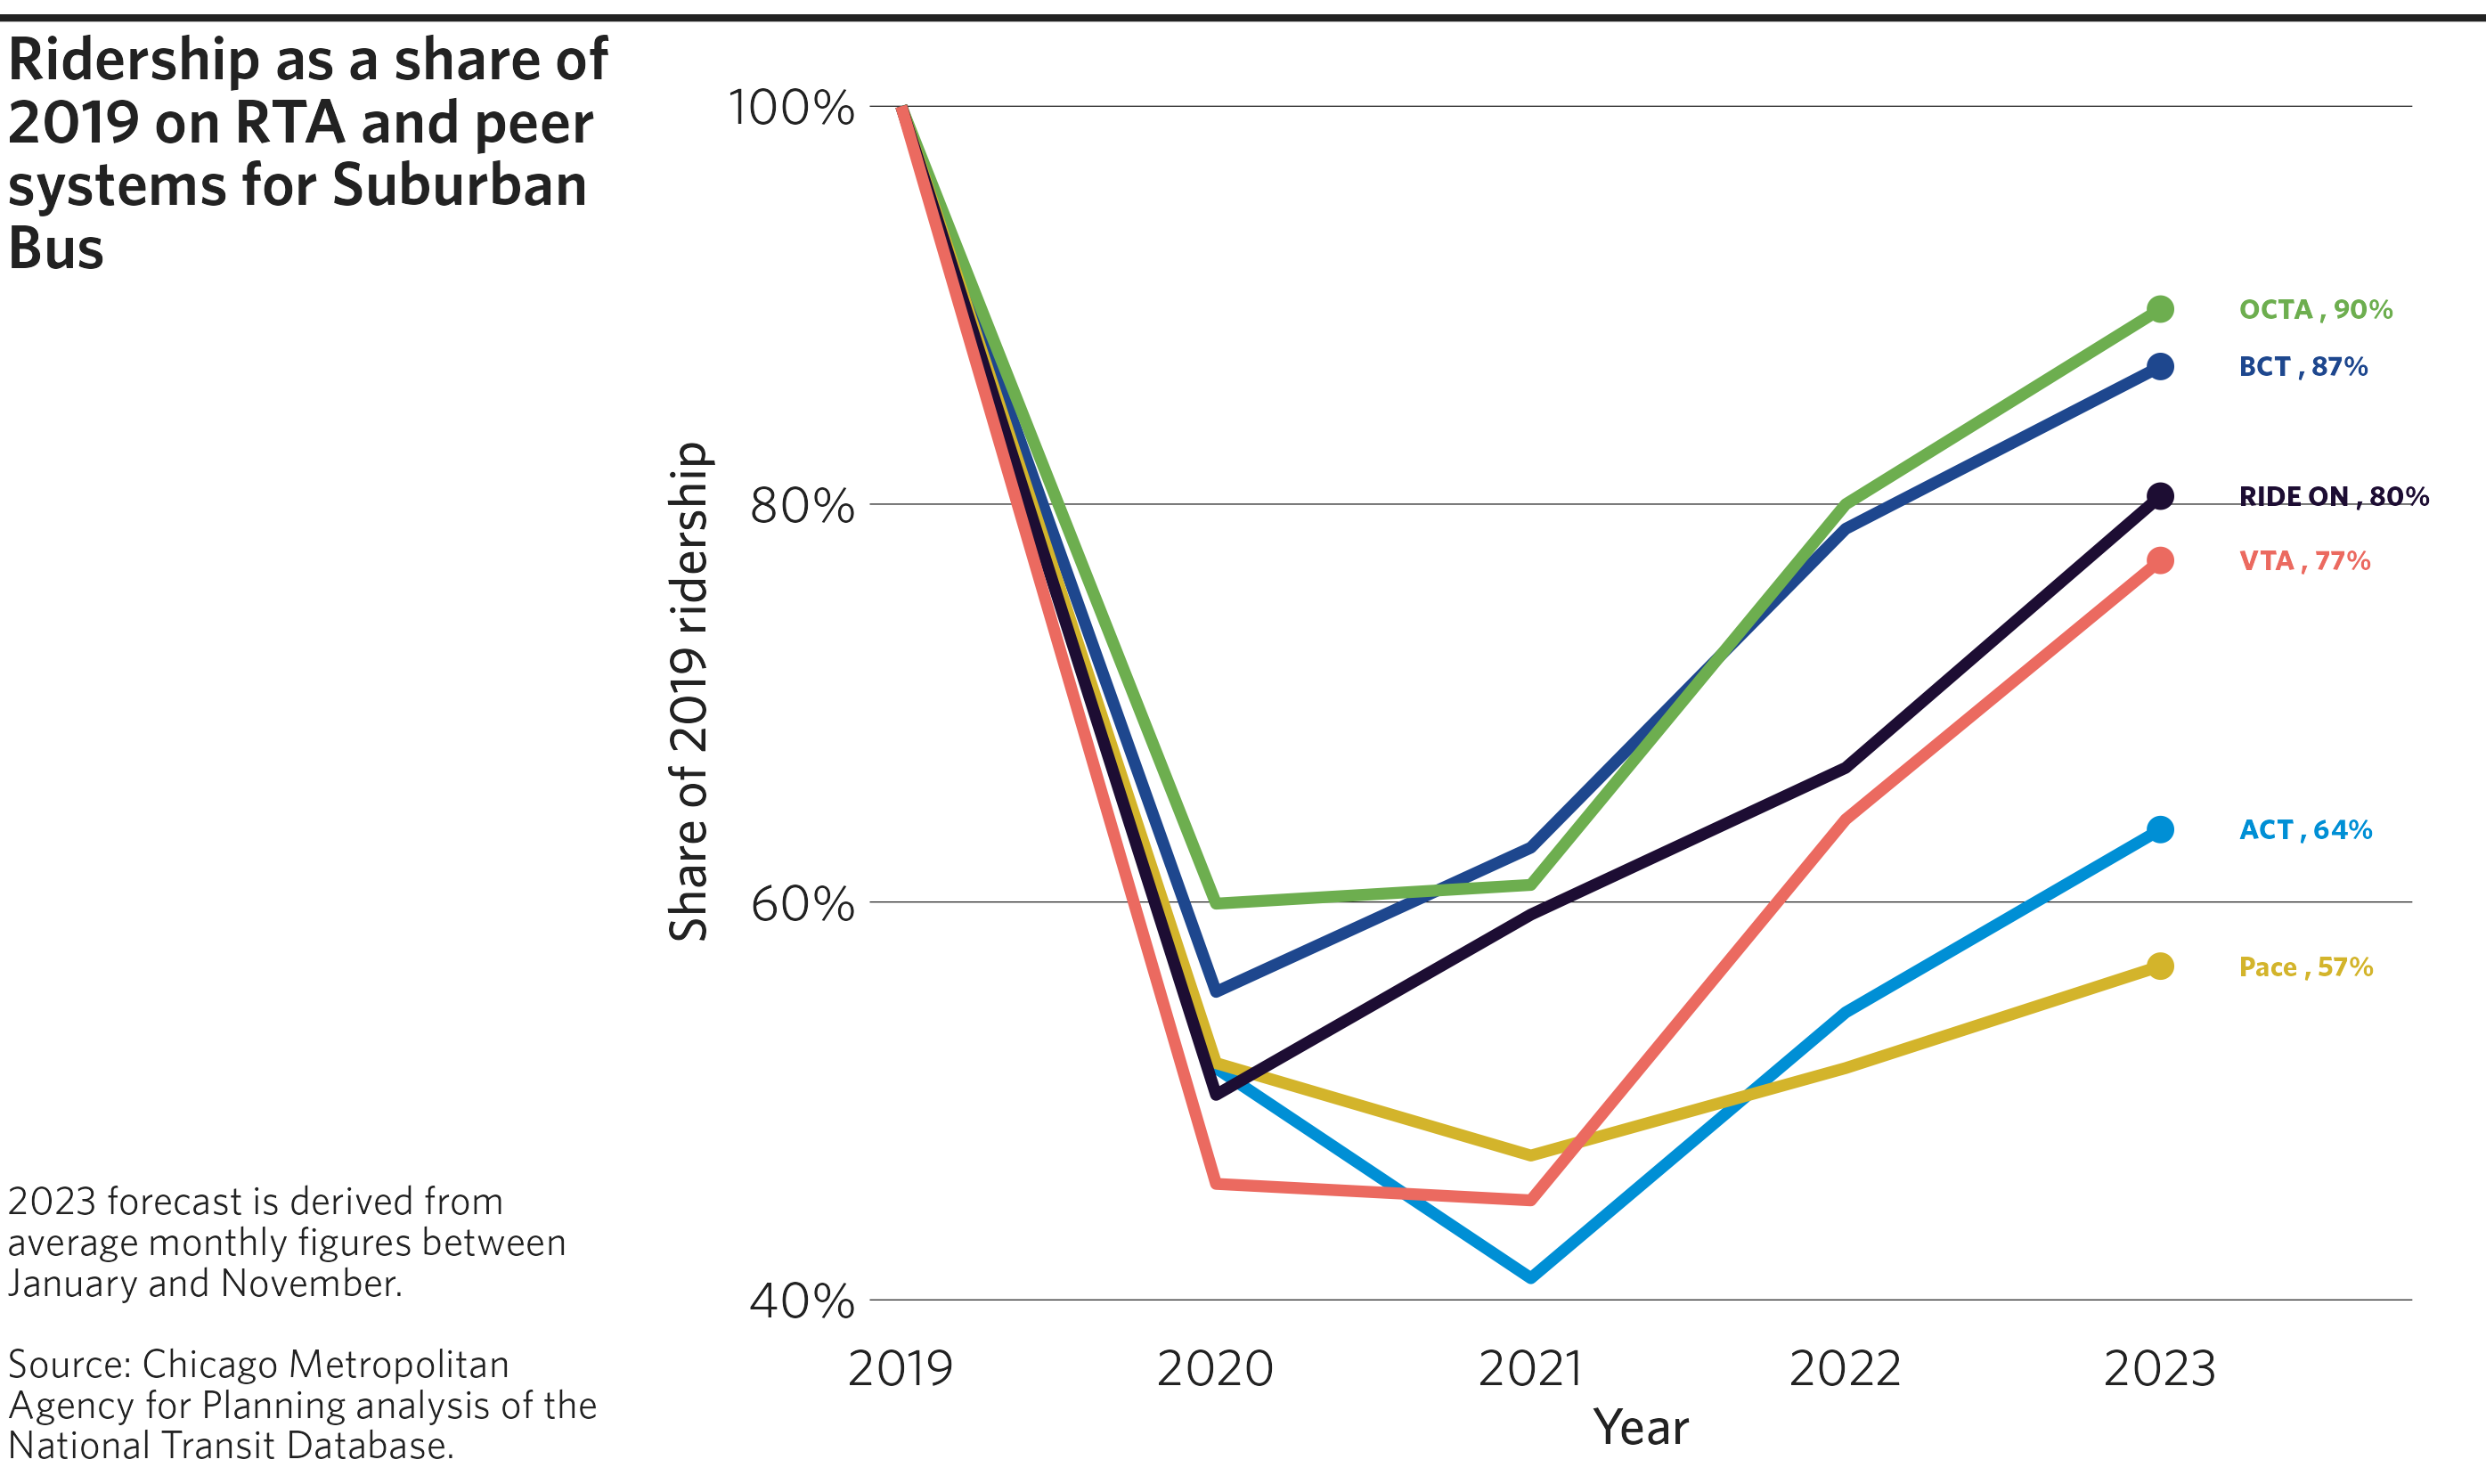 Ridership as a share of
2019 on RTA and peer
systems for Suburban
Bus
2023 forecast is derived from
average monthly figures between
January and November.
Source: Chicago Metropolitan
Agency for Planning analysis of the
National Transit Database.
Share of 2019 ridership
100%
80%
60%
40%
2019 2020 2021 2022 2023
Year
OCTA , 90%
BCT , 87%
RIDE ON , 80%
VTA , 77%
ACT , 64%
Pace , 57%